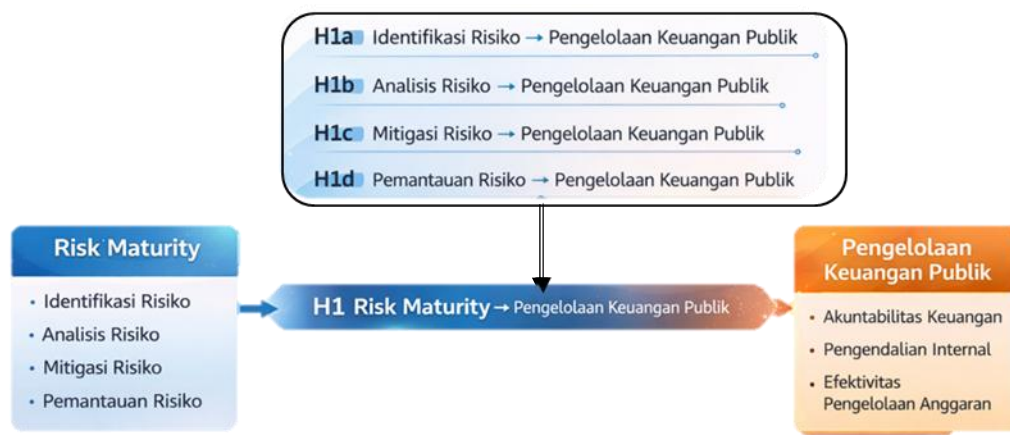 H1a Identifikasi Risiko → Pengelolaan Keuangan Publik
H1b Analisis Risiko → Pengelolaan Keuangan Publik
H1c Mitigasi Risiko → Pengelolaan Keuangan Publik
H1d Pemantauan Risiko → Pengelolaan Keuangan Publik
Risk Maturity
• Identifikasi Risiko
• Analisis Risiko
• Mitigasi Risiko
• Pemantauan Risiko
H1 Risk Maturity → Pengelolaan Keuangan Publik
Pengelolaan
Keuangan Publik
• Akuntabilitas Keuangan
• Pengendalian Internal
• Efektivitas
Pengelolaan Anggaran